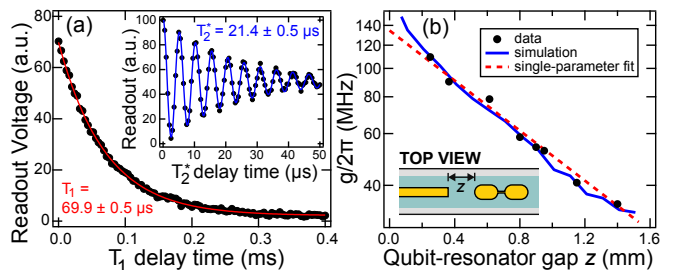 (a)
Readout Voltage (a.u.)
80
60
40
20
0
0.0
0.1
0.2
0.3
0.4
T1 delay time (ms)
T1 =
69.9 ± 0.5 µs
Readout (a.u.)
100
80
60
40
20
0
0
10
20
30
40
50
T2* delay time (µs)
T2* = 21.4 ± 0.5 µs
(b)
g/2π (MHz)
140
120
100
80
60
40
0.0
0.4
0.8
1.2
1.6
Qubit-resonator gap z (mm)
data
simulation
single-parameter fit
TOP VIEW
z